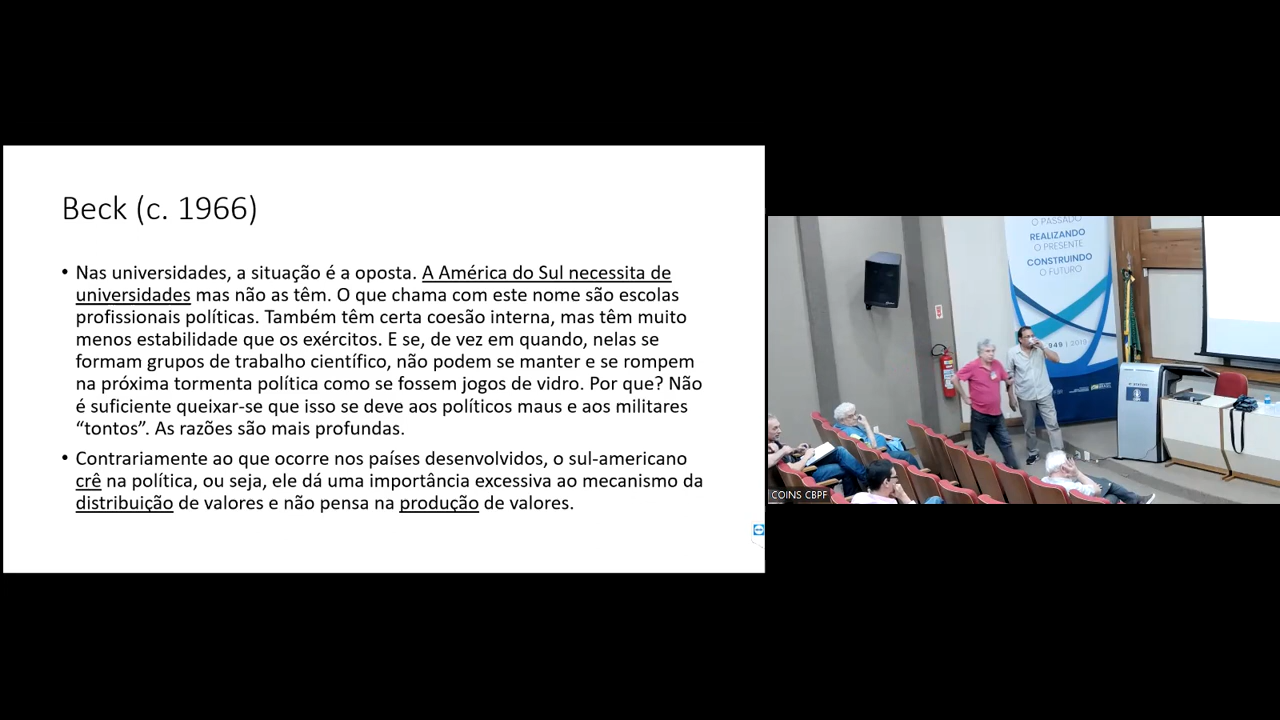 Beck (c. 1966)
• Nas universidades, a situação é a oposta. A América do Sul necessita de
universidades mas não as têm. O que chama com este nome são escolas
profissionais políticas. Também têm certa coesão interna, mas têm muito
menos estabilidade que os exércitos. E se, de vez em quando, nelas se
formam grupos de trabalho científico, não podem se manter e se rompem
na próxima tormenta política como se fossem jogos de vidro. Por que? Não
é suficiente queixar-se que isso se deve aos políticos maus e aos militares
“tontos”. As razões são mais profundas.
• Contrariamente ao que ocorre nos países desenvolvidos, o sul-americano
crê na política, ou seja, ele dá uma importância excessiva ao mecanismo da
distribuição de valores e não pensa na produção de valores.
O PASSADO
REALIZANDO
O PRESENTE
CONSTRUINDO
O FUTURO
949 | 2019
COINS CBPF